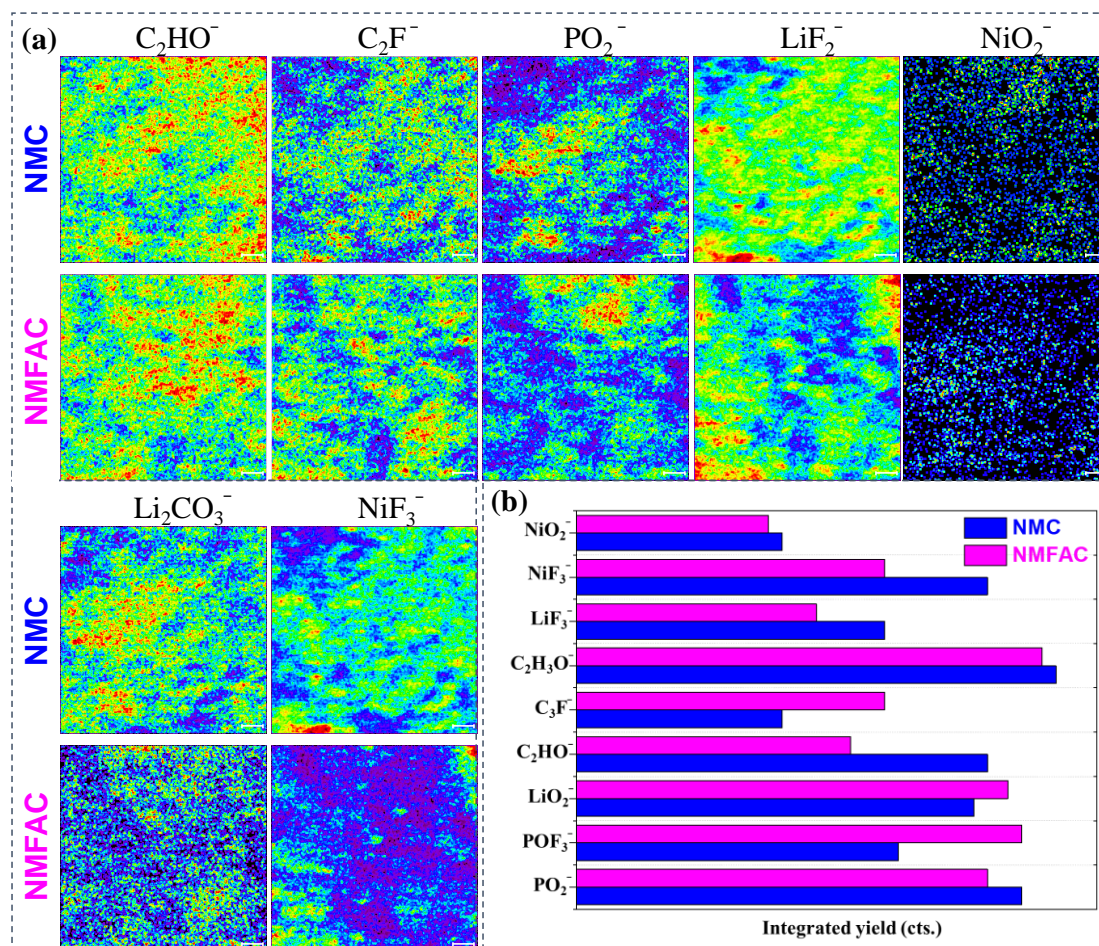 (a)
C₂HO⁻ C₂F⁻ PO₂⁻ LiF₂⁻ NiO₂⁻
NMC
NMFAC
Li₂CO₃⁻ NiF₃⁻
NMC
NMFAC
(b)
NMC
NMFAC
NiO₂⁻
NiF₃⁻
LiF₃⁻
C₂H₃O⁻
C₃F⁻
C₂HO⁻
LiO₂⁻
POF₃⁻
PO₂⁻
Integrated yield (cts.)